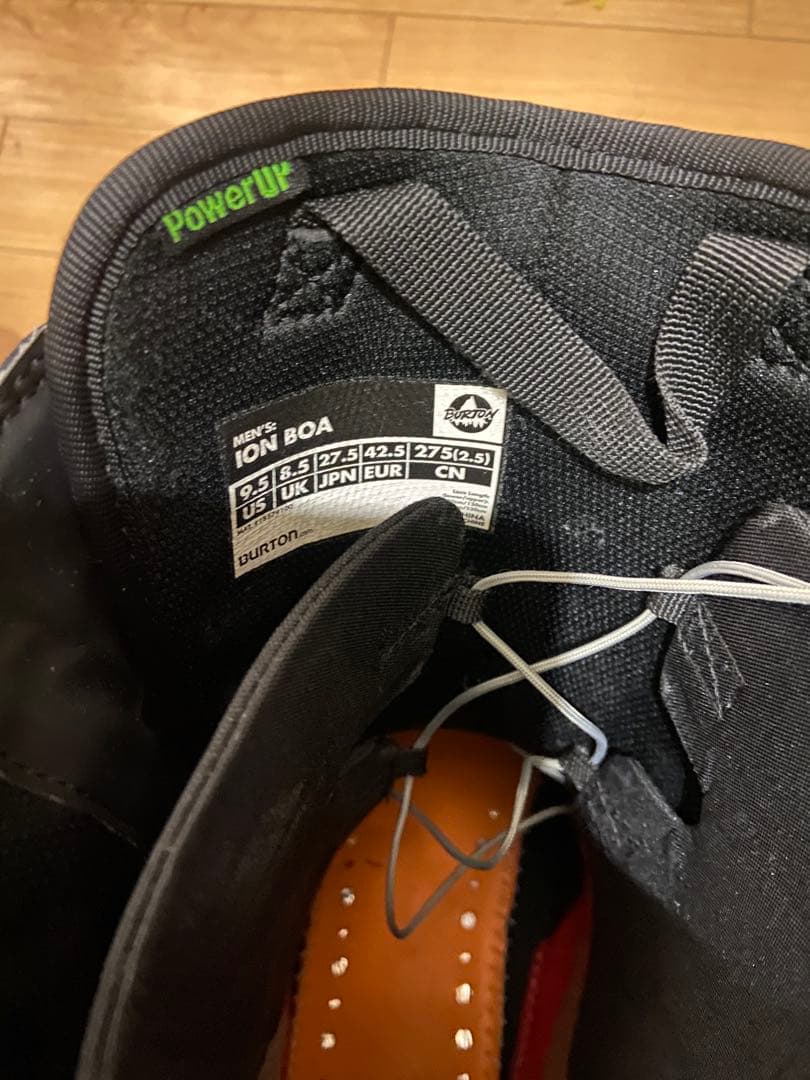 PowerUP
BURTON
MEN'S:
ION BOA
9.5 8.5 27.5 42.5 275(2.5)
US UK JPN EUR CN
BURTON